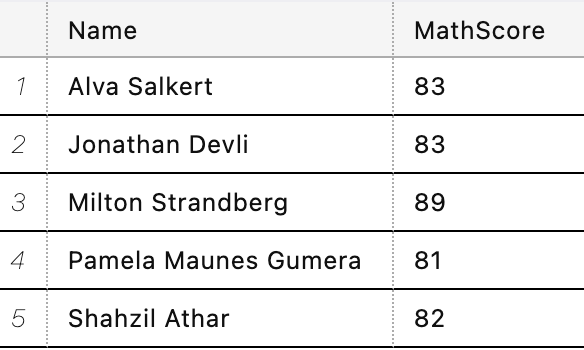 Name MathScore
1 Alva Salkert 83
2 Jonathan Devli 83
3 Milton Strandberg 89
4 Pamela Maunes Gumera 81
5 Shahzil Athar 82